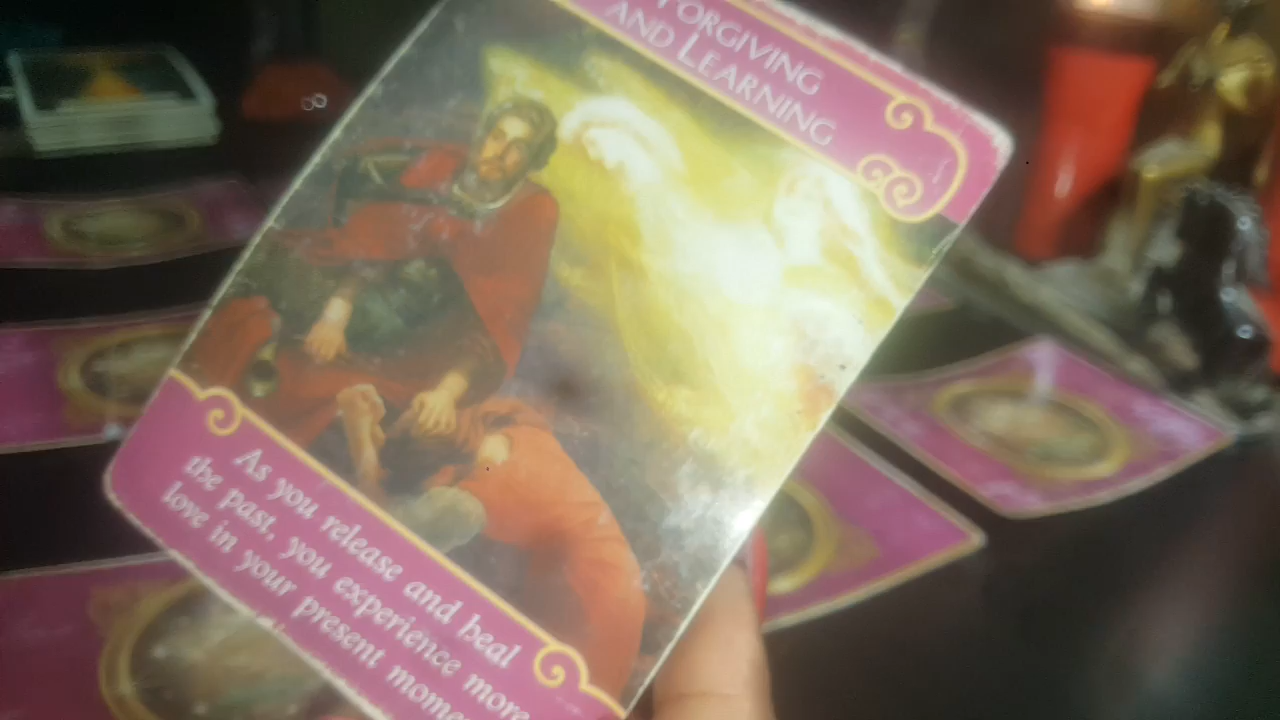 FORGIVING
AND LEARNING
As you release and heal
the past, you experience more
love in your present